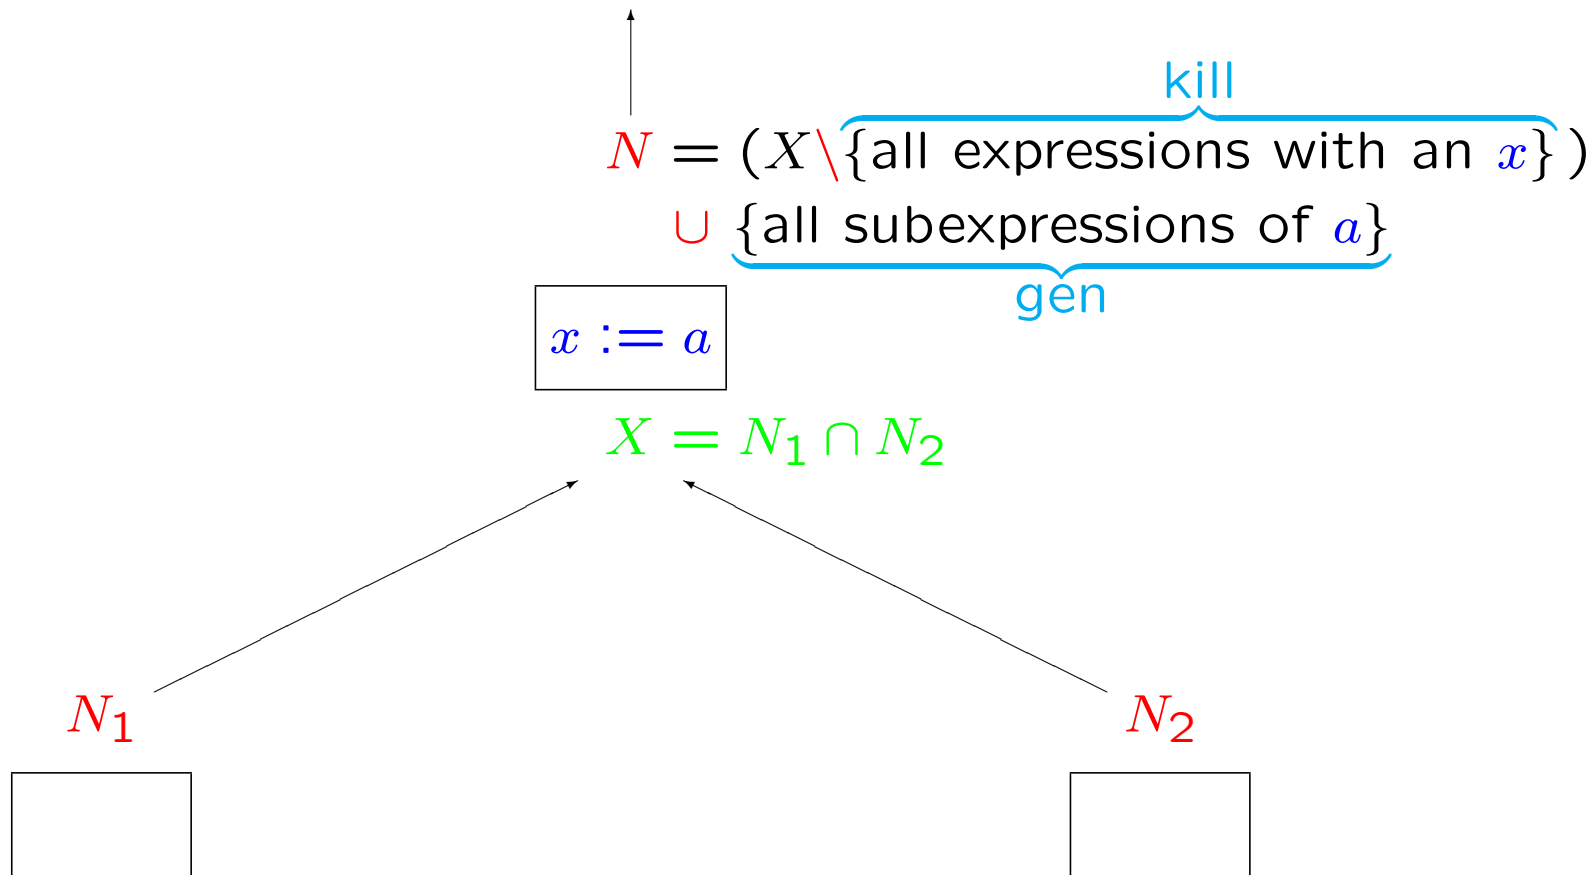 kill
N = (X\{all expressions with an x})
∪ {all subexpressions of a}
gen
x := a
X = N₁ ∩ N₂
N₁ N₂